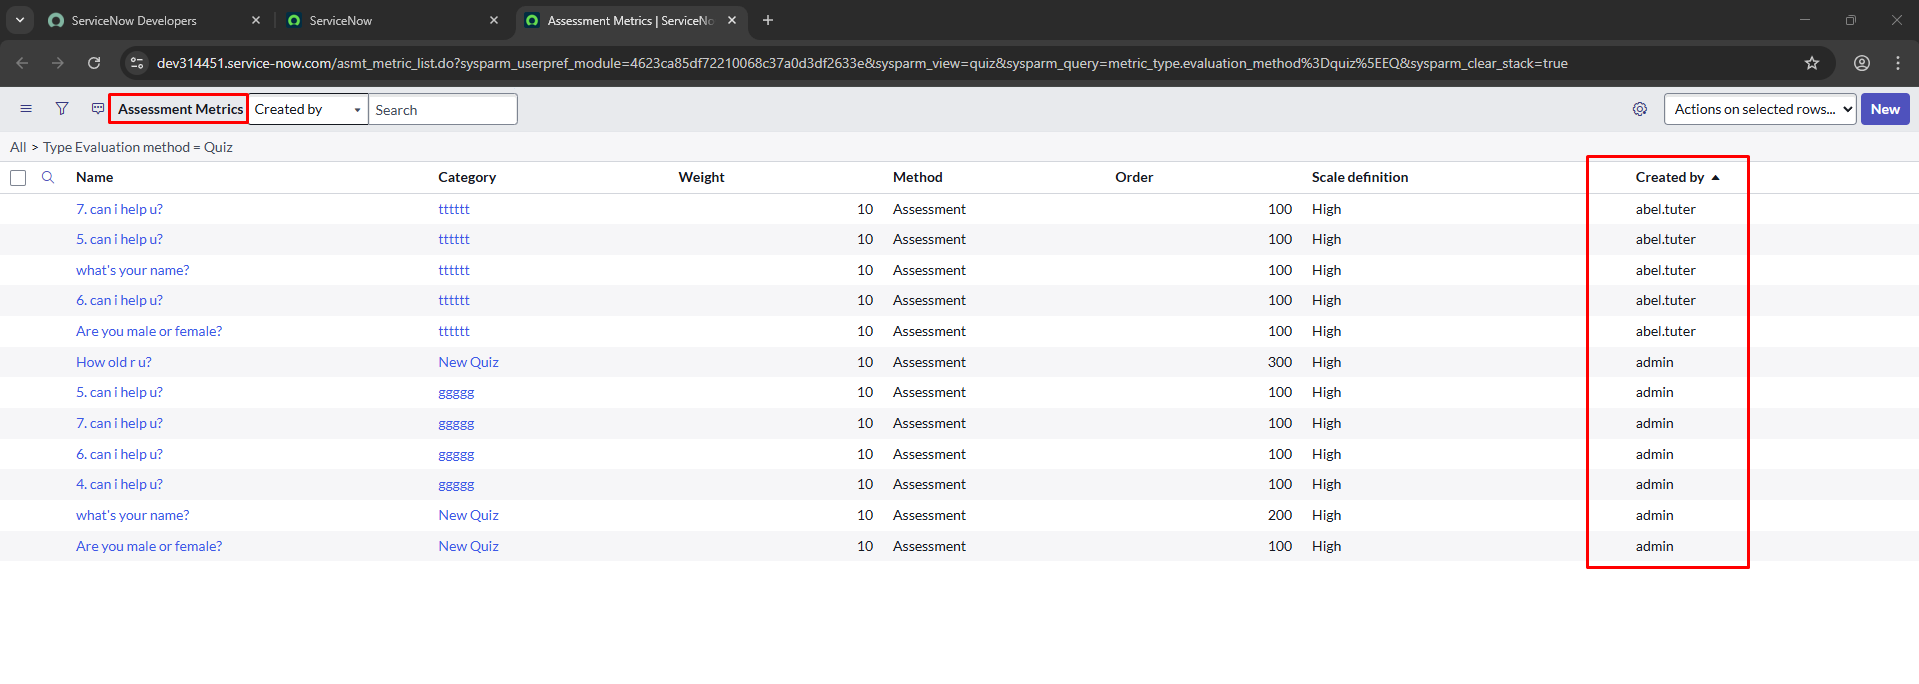 ServiceNow Developers ServiceNow Assessment Metrics | ServiceNo
dev314451.service-now.com/asmt_metric_list.do?sysparm_userpref_module=4623ca85df72210068c37a0d3df2633e&sysparm_view=quiz&sysparm_query=metric_type.evaluation_method%3Dquiz%5EEQ&sysparm_clear_stack=true
Assessment Metrics Created by Search Actions on selected rows... New
All > Type Evaluation method = Quiz
Name Category Weight Method Order Scale definition Created by
7. can i help u? tttttt 10 Assessment 100 High abel.tuter
5. can i help u? tttttt 10 Assessment 100 High abel.tuter
what's your name? tttttt 10 Assessment 100 High abel.tuter
6. can i help u? tttttt 10 Assessment 100 High abel.tuter
Are you male or female? tttttt 10 Assessment 100 High abel.tuter
How old r u? New Quiz 10 Assessment 300 High admin
5. can i help u? ggggg 10 Assessment 100 High admin
7. can i help u? ggggg 10 Assessment 100 High admin
6. can i help u? ggggg 10 Assessment 100 High admin
4. can i help u? ggggg 10 Assessment 100 High admin
what's your name? New Quiz 10 Assessment 200 High admin
Are you male or female? New Quiz 10 Assessment 100 High admin